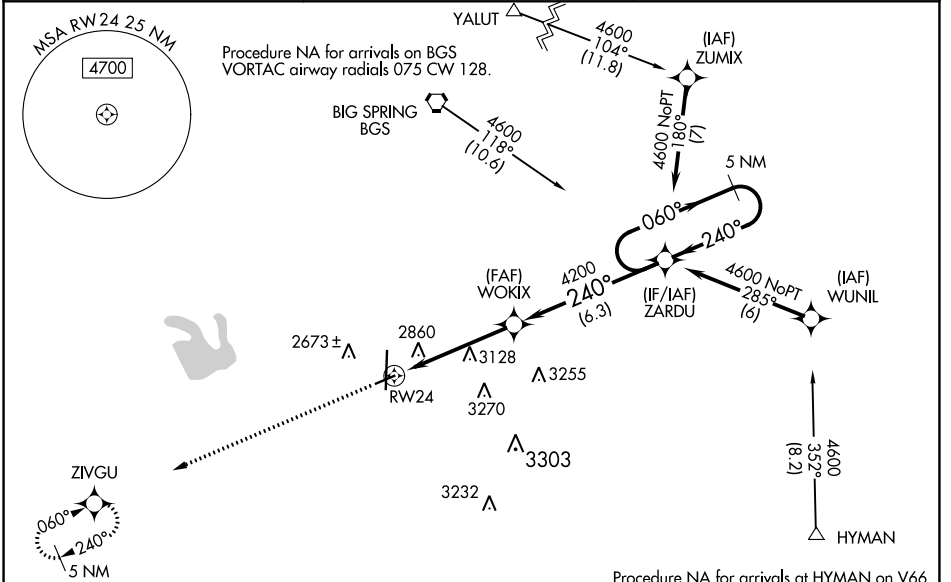 MSA RW24 25 NM
4700
Procedure NA for arrivals on BGS
VORTAC airway radials 075 CW 128.
YALUT
4600
104°
(11.8)
(IAF)
ZUMIX
BIG SPRING
BGS
4600
118°
(10.6)
4600 NoPT
180°
(7)
5 NM
060°
240°
(FAF)
WOKIX
4200
240°
(6.3)
(IF/IAF)
ZARDU
4600 NoPT
285°
(6)
(IAF)
WUNIL
2673±
2860
3128
3255
RW24
3270
3303
3232
4600
352°
(8.2)
HYMAN
ZIVGU
060°
240°
5 NM
Procedure NA for arrivals at HYMAN on V66